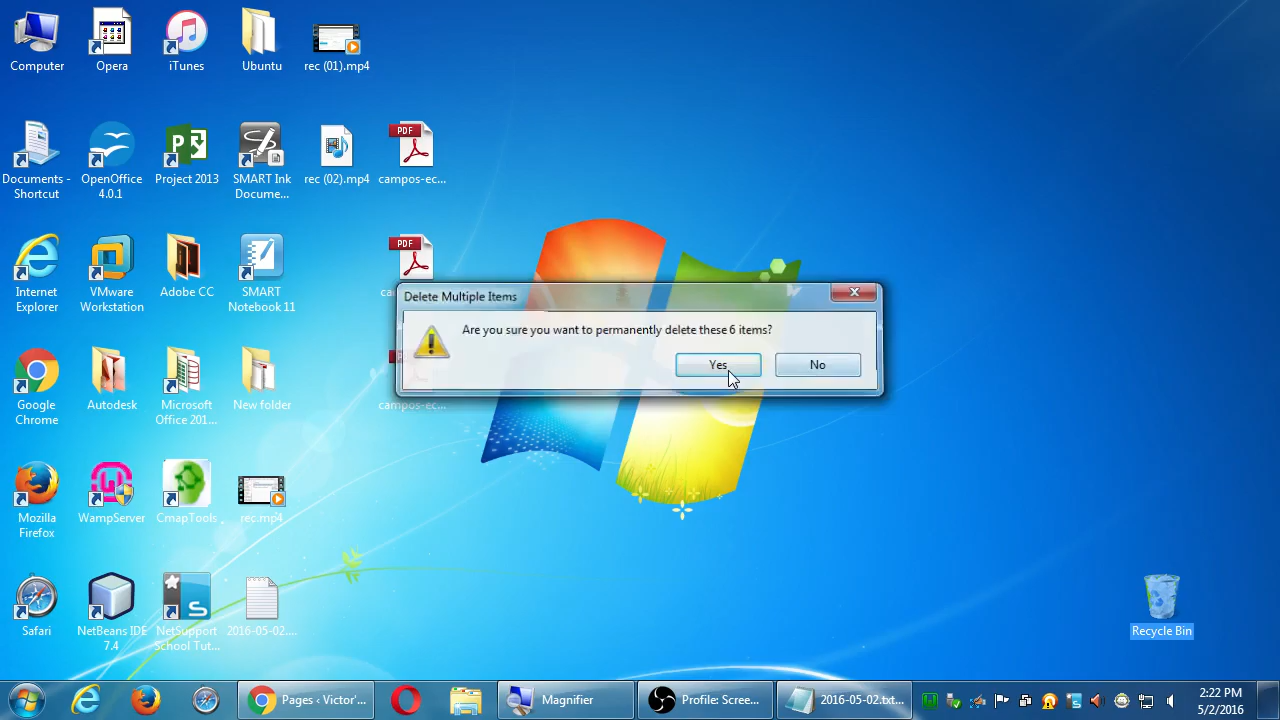 Computer
Opera
iTunes
Ubuntu
rec (01).mp4
Documents -
Shortcut
OpenOffice
4.0.1
Project 2013
SMART Ink
Docume...
rec (02).mp4
PDF
campos-ec...
Internet
Explorer
VMware
Workstation
Adobe CC
SMART
Notebook 11
PDF
Delete Multiple Items
Are you sure you want to permanently delete these 6 items?
Yes
No
Google
Chrome
Autodesk
Microsoft
Office 201...
New folder
campos-ec...
Mozilla
Firefox
WampServer
CmapTools
rec.mp4
Safari
NetBeans IDE
7.4
NetSupport
School Tut...
2016-05-02....
Recycle Bin
Pages ‹ Victor'...
Magnifier
Profile: Scree...
2016-05-02.txt...
2:22 PM
5/2/2016